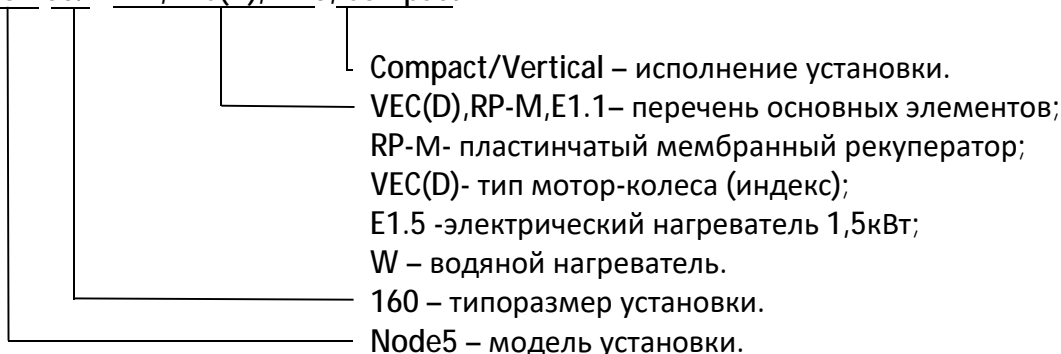 Compact/Vertical – исполнение установки.
VEC(D),RP-M,E1.1– перечень основных элементов;
RP-M- пластинчатый мембранный рекуператор;
VEC(D)- тип мотор-колеса (индекс);
E1.5 -электрический нагреватель 1,5кВт;
W – водяной нагреватель.
160 – типоразмер установки.
Node5 – модель установки.